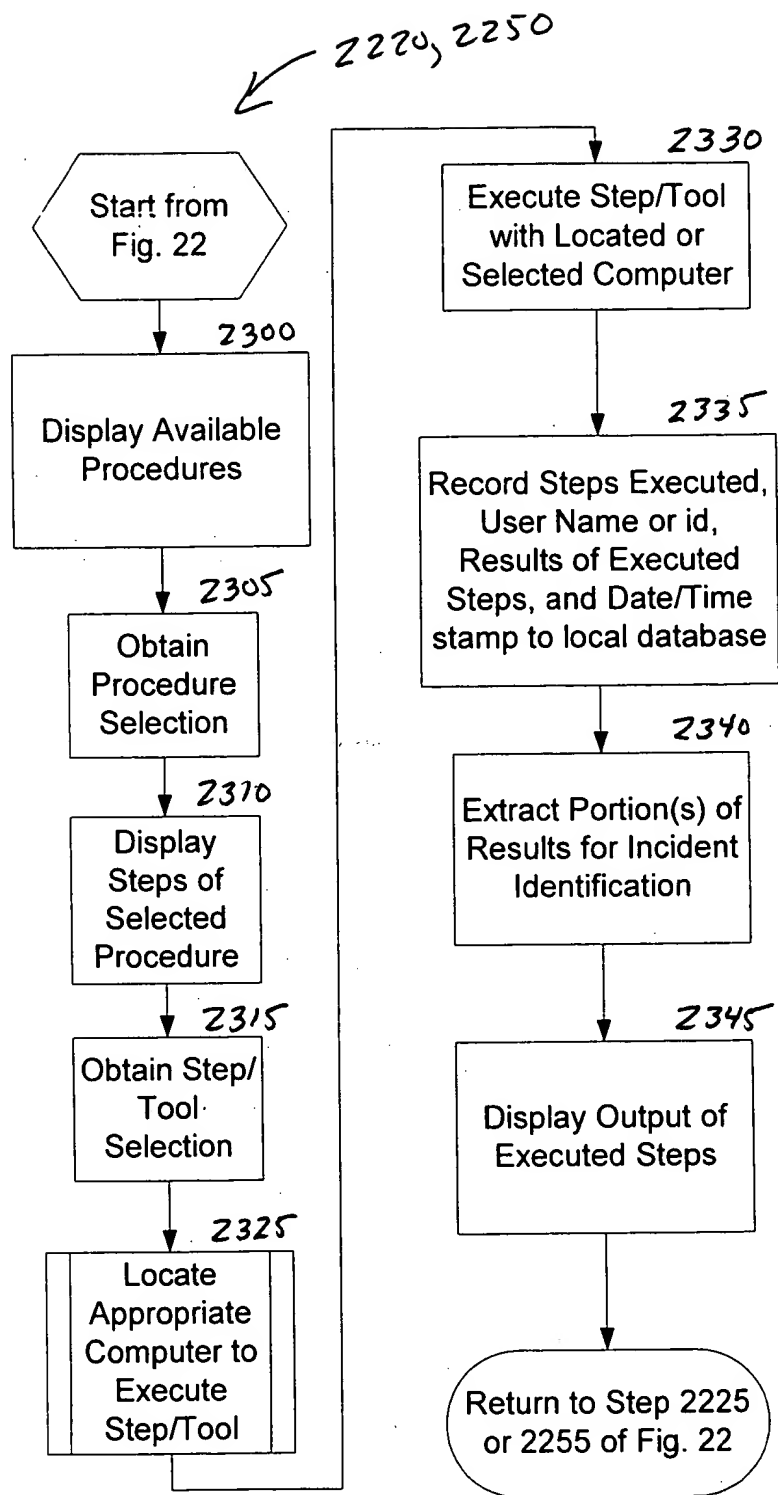 2220, 2250
Start from
Fig. 22
2300
Display Available
Procedures
2305
Obtain
Procedure
Selection
2310
Display
Steps of
Selected
Procedure
2315
Obtain Step/
Tool
Selection
2325
Locate
Appropriate
Computer to
Execute
Step/Tool
2330
Execute Step/Tool
with Located or
Selected Computer
2335
Record Steps Executed,
User Name or id,
Results of Executed
Steps, and Date/Time
stamp to local database
2340
Extract Portion(s) of
Results for Incident
Identification
2345
Display Output of
Executed Steps
Return to Step 2225
or 2255 of Fig. 22